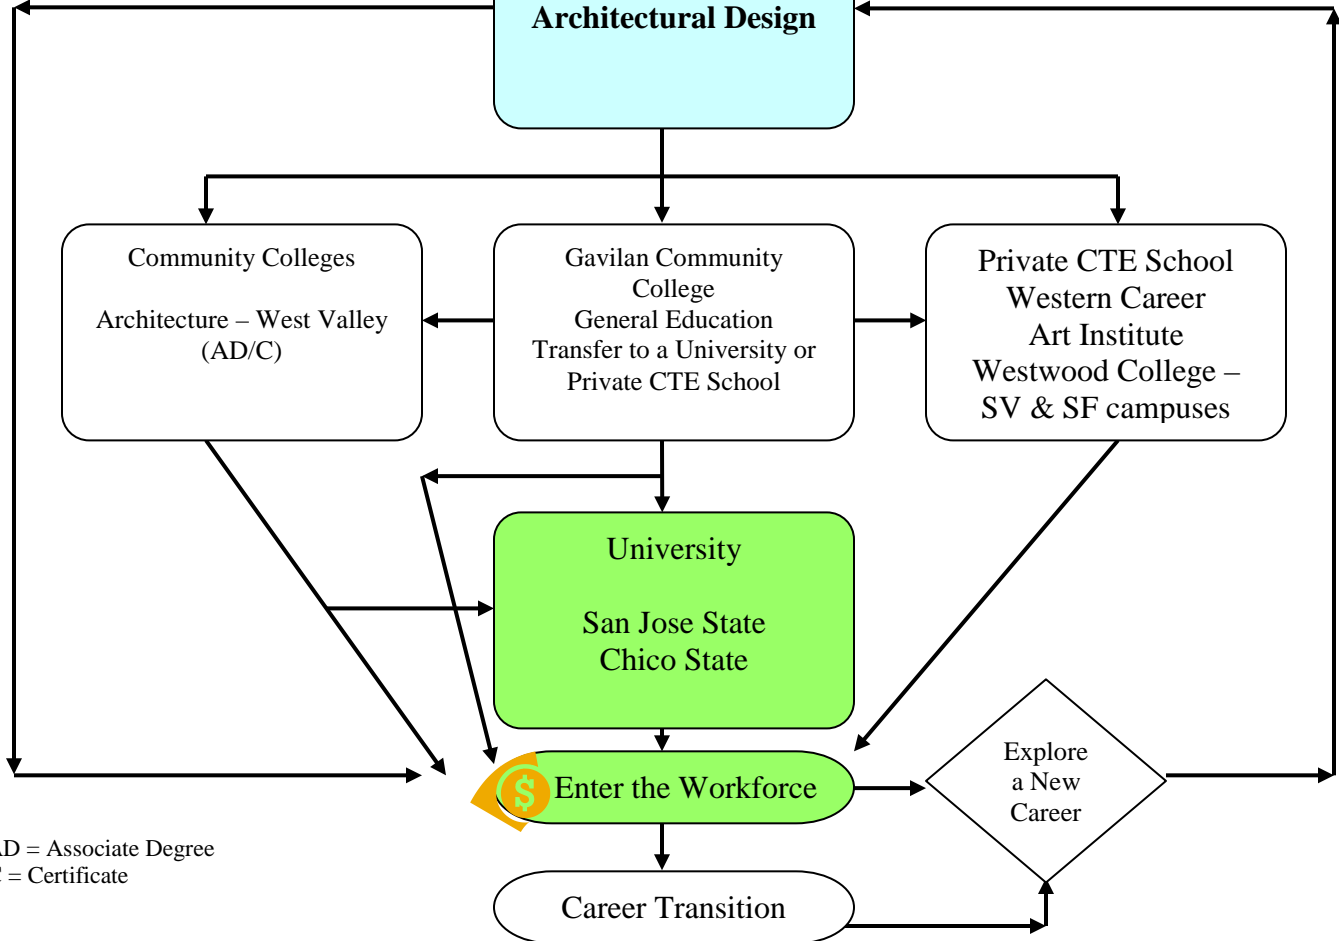 Architectural Design
Community Colleges
Architecture – West Valley
(AD/C)
Gavilan Community
College
General Education
Transfer to a University or
Private CTE School
Private CTE School
Western Career
Art Institute
Westwood College –
SV & SF campuses
University
San Jose State
Chico State
$
Enter the Workforce
Explore
a New
Career
AD = Associate Degree
C = Certificate
Career Transition